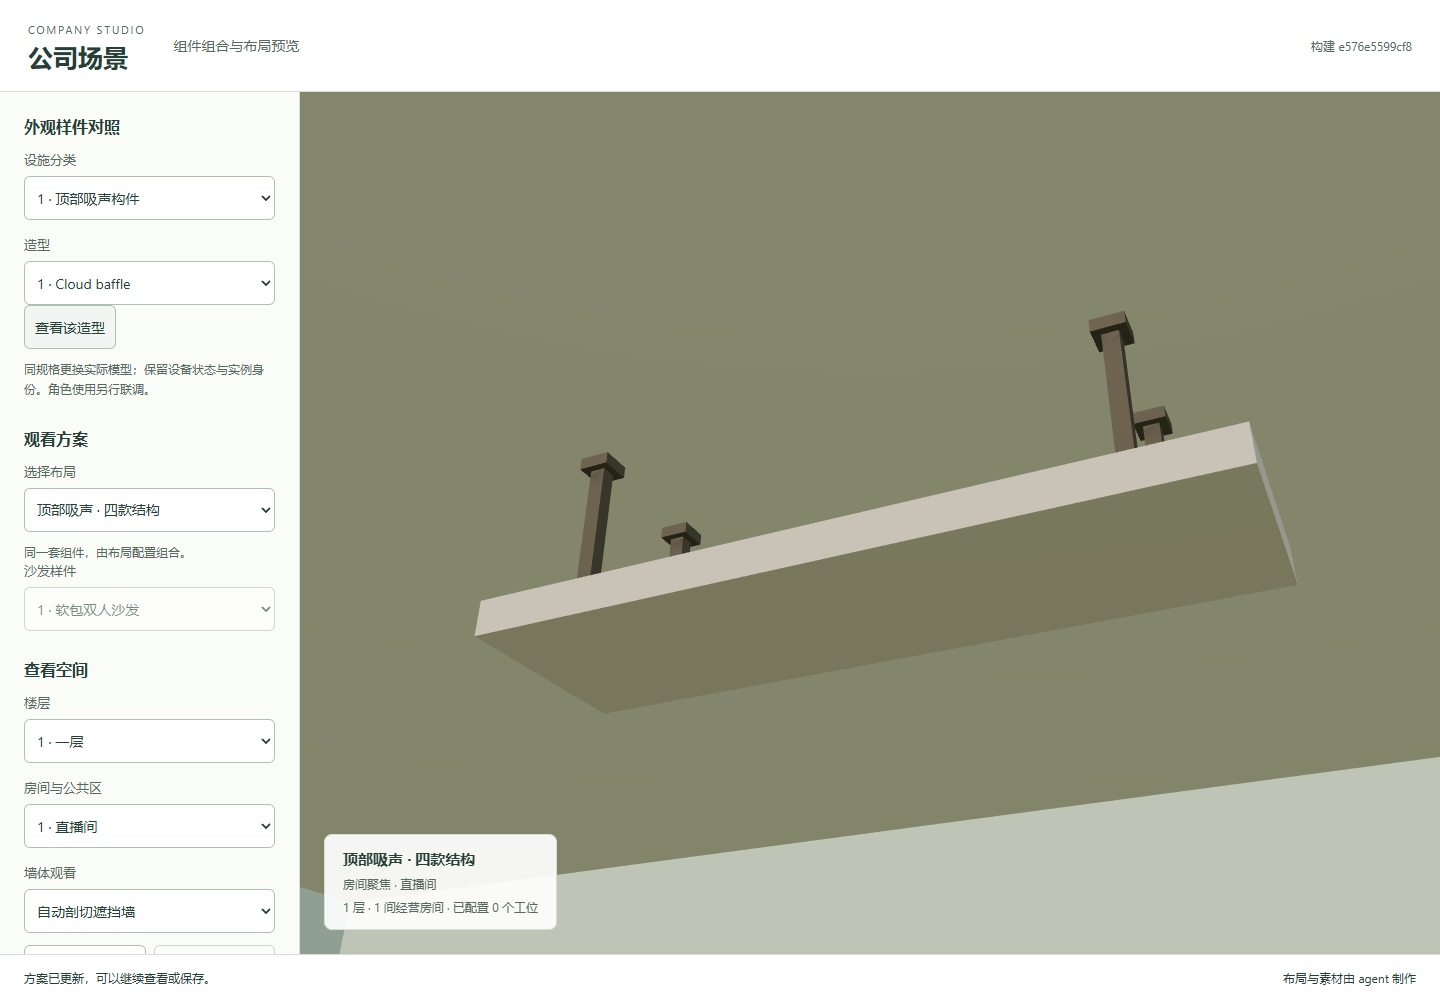 COMPANY STUDIO
公司场景
组件组合与布局预览
构建 e576e5599cf8
外观样件对照
设施分类
1 · 顶部吸声构件
造型
1 · Cloud baffle
查看该造型
同规格更换实际模型；保留设备状态与实例身
份。角色使用另行联调。
观看方案
选择布局
顶部吸声 · 四款结构
同一套组件，由布局配置组合。
沙发样件
1 · 软包双人沙发
查看空间
楼层
1 · 一层
房间与公共区
1 · 直播间
墙体观看
自动剖切遮挡墙
顶部吸声 · 四款结构
房间聚焦 · 直播间
1 层 · 1 间经营房间 · 已配置 0 个工位
方案已更新，可以继续查看或保存。
布局与素材由 agent 制作